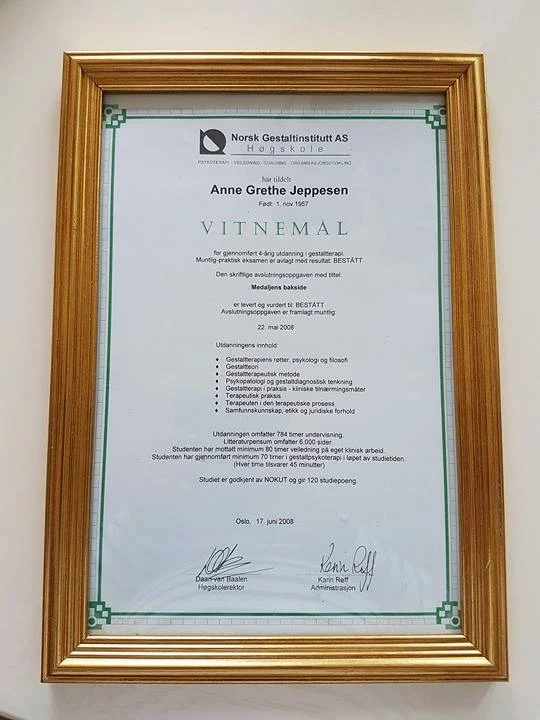 Norsk Gestaltinstitutt AS
Høgskole
PSYKOTERAPI - VEILEDNING - COACHING - ORGANISASJONSUTVIKLING
har tildelt
Anne Grethe Jeppesen
Født: 1. nov 1957
VITNEMÅL
for gjennomført 4-årig utdanning i gestaltterapi.
Muntlig-praktisk eksamen er avlagt med resultat: BESTÅTT
Den skriftlige avslutningsoppgaven med tittel:
Medaljens bakside
er levert og vurdert til: BESTÅTT
Avslutningsoppgaven er framlagt muntlig
22. mai 2008
Utdanningens innhold:
♦ Gestaltterapiens røtter, psykologi og filosofi
♦ Gestaltteori
♦ Gestaltterapeutisk metode
♦ Psykopatologi og gestaltdiagnostisk tenkning
♦ Gestaltterapi i praksis - kliniske tilnærmingsmåter
♦ Terapeutisk praksis
♦ Terapeuten i den terapeutiske prosess
♦ Samfunnskunnskap, etikk og juridiske forhold
Utdanningen omfatter 784 timer undervisning.
Litteraturpensum omfatter 6.000 sider
Studenten har mottatt minimum 80 timer veiledning på eget klinisk arbeid.
Studenten har gjennomført minimum 70 timer i gestaltpsykoterapi i løpet av studietiden.
(Hver time tilsvarer 45 minutter)
Studiet er godkjent av NOKUT og gir 120 studiepoeng.
Oslo, 17. juni 2008
Karin Reff
Daan van Baalen Karin Reff
Høgskolerektor Administrasjon